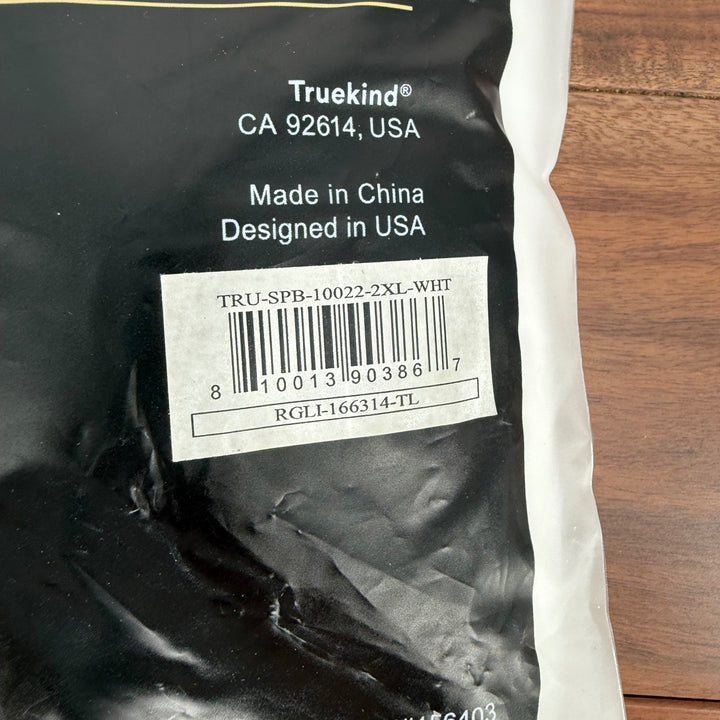 Truekind®
CA 92614, USA
Made in China
Designed in USA
TRU-SPB-10022-2XL-WHT
8 10013 90386 7
RGLI-166314-TL